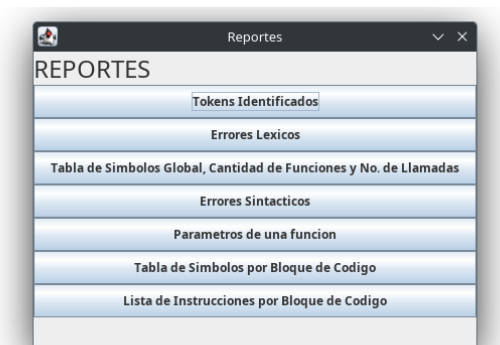 Reportes
REPORTES
Tokens Identificados
Errores Lexicos
Tabla de Simbolos Global, Cantidad de Funciones y No. de Llamadas
Errores Sintacticos
Parametros de una funcion
Tabla de Simbolos por Bloque de Codigo
Lista de Instrucciones por Bloque de Codigo